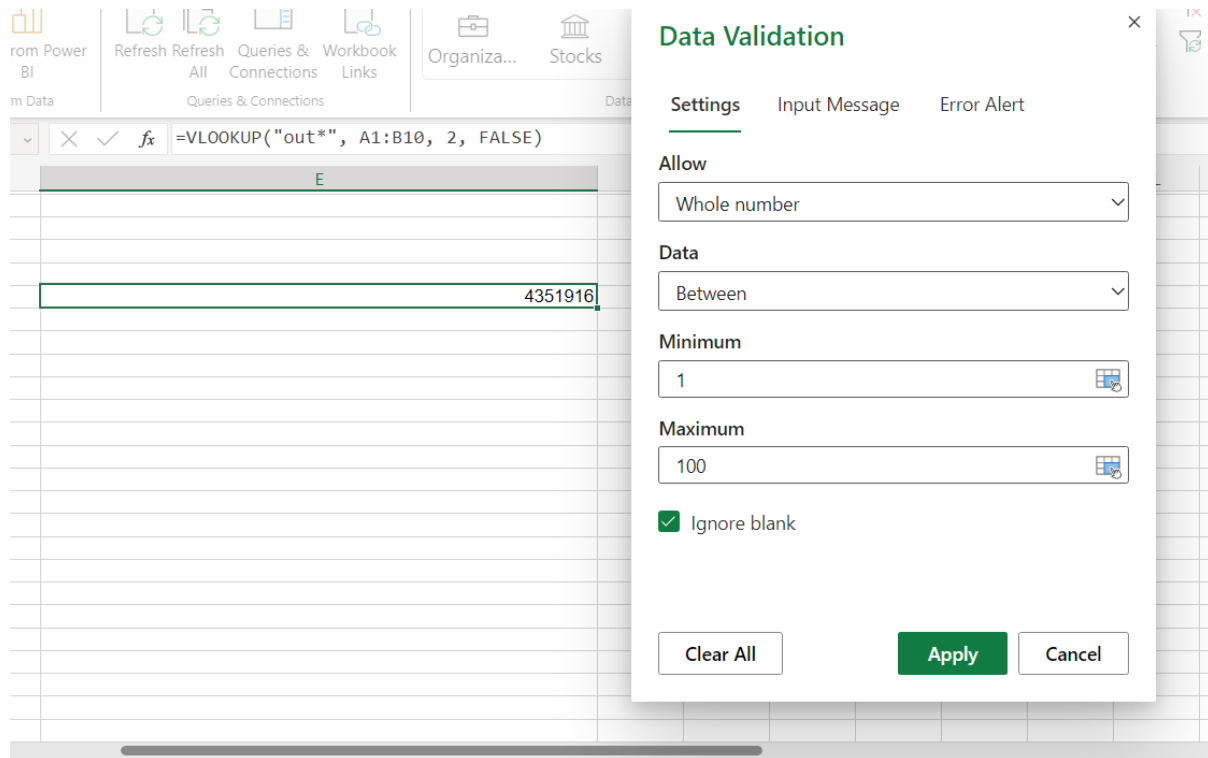 rom Power
BI
Refresh
Refresh
All
Queries &
Connections
Workbook
Links
Organiza...
Stocks
m Data
Queries & Connections
Data
fx
=VLOOKUP("out*", A1:B10, 2, FALSE)
E
4351916
Data Validation
Settings Input Message Error Alert
Allow
Whole number
Data
Between
Minimum
1
Maximum
100
Ignore blank
Clear All Apply Cancel